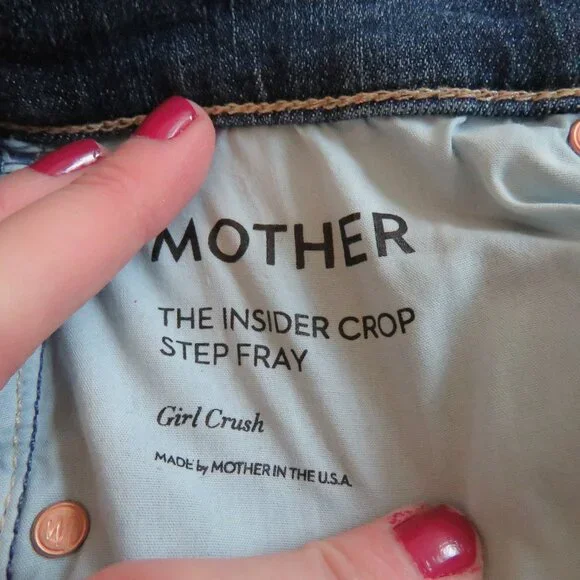 MOTHER
THE INSIDER CROP
STEP FRAY
Girl Crush
MADE by MOTHER IN THE U.S.A.